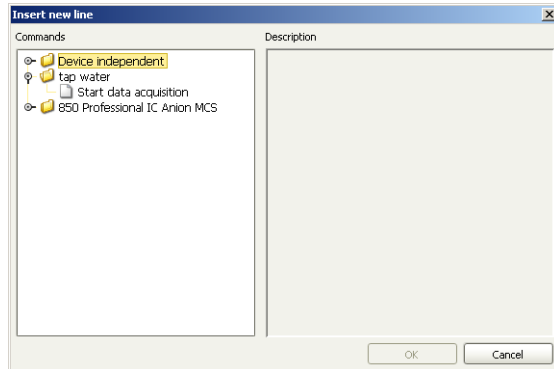 Insert new line
Commands
Description
Device independent
tap water
Start data acquisition
850 Professional IC Anion MCS
OK
Cancel